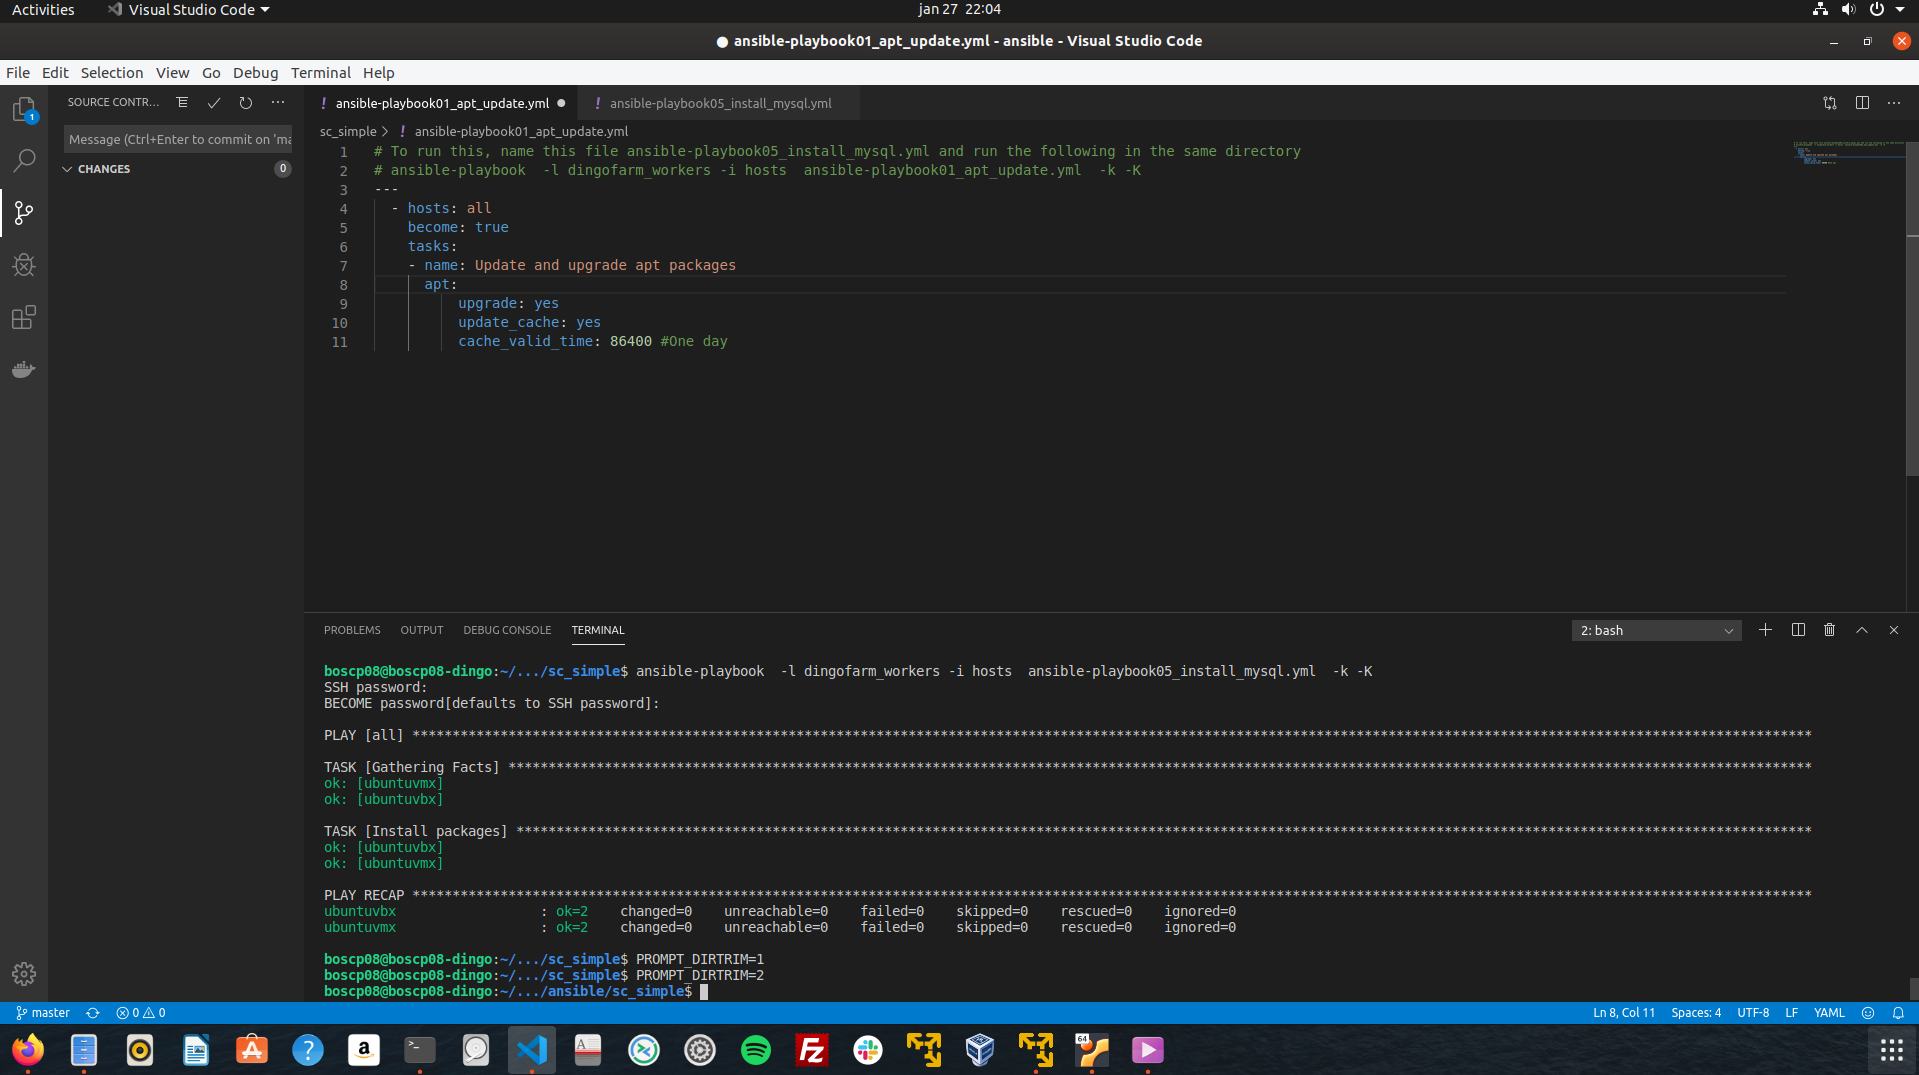 Activities Visual Studio Code jan 27 22:04
● ansible-playbook01_apt_update.yml - ansible - Visual Studio Code
File Edit Selection View Go Debug Terminal Help
SOURCE CONTR...
! ansible-playbook01_apt_update.yml ! ansible-playbook05_install_mysql.yml
1
Message (Ctrl+Enter to commit on 'ma
CHANGES 0
sc_simple > ! ansible-playbook01_apt_update.yml
1 # To run this, name this file ansible-playbook05_install_mysql.yml and run the following in the same directory
2 # ansible-playbook  -l dingofarm_workers -i hosts  ansible-playbook01_apt_update.yml  -k -K
3 ---
4 - hosts: all
5 become: true
6 tasks:
7 - name: Update and upgrade apt packages
8 apt:
9 upgrade: yes
10 update_cache: yes
11 cache_valid_time: 86400 #One day
PROBLEMS OUTPUT DEBUG CONSOLE TERMINAL 2: bash
boscp08@boscp08-dingo:~/.../sc_simple$ ansible-playbook  -l dingofarm_workers -i hosts  ansible-playbook05_install_mysql.yml  -k -K
SSH password:
BECOME password[defaults to SSH password]:
PLAY [all] ******************************************************************************************************************************************************************************
TASK [Gathering Facts] ******************************************************************************************************************************************************************
ok: [ubuntuvmx]
ok: [ubuntuvbx]
TASK [Install packages] *****************************************************************************************************************************************************************
ok: [ubuntuvbx]
ok: [ubuntuvmx]
PLAY RECAP ******************************************************************************************************************************************************************************
ubuntuvbx                  : ok=2    changed=0    unreachable=0    failed=0    skipped=0    rescued=0    ignored=0
ubuntuvmx                  : ok=2    changed=0    unreachable=0    failed=0    skipped=0    rescued=0    ignored=0
boscp08@boscp08-dingo:~/.../sc_simple$ PROMPT_DIRTRIM=1
boscp08@boscp08-dingo:~/.../sc_simple$ PROMPT_DIRTRIM=2
boscp08@boscp08-dingo:~/.../ansible/sc_simple$
master 0 0 Ln 8, Col 11 Spaces: 4 UTF-8 LF YAML
? a >_ A Fz 64